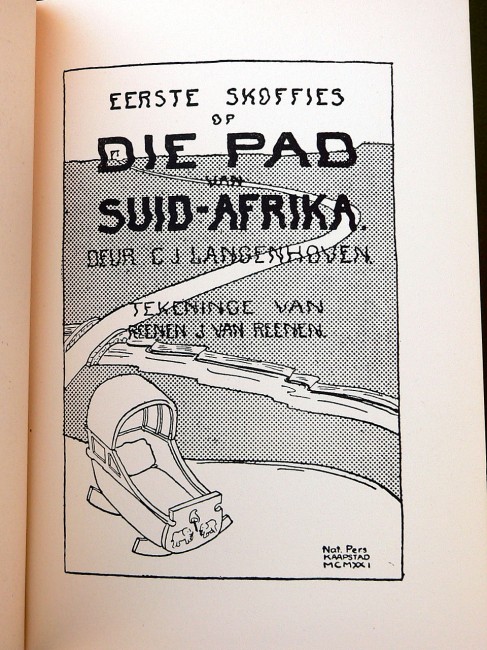 EERSTE SKOFFIES
OP
DIE PAD
VAN
SUID-AFRIKA.
DEUR C J LANGENHOVEN.
TEKENINGE VAN
REENEN J VAN REENEN.
Nat. Pers
KAAPSTAD
MCMXXI